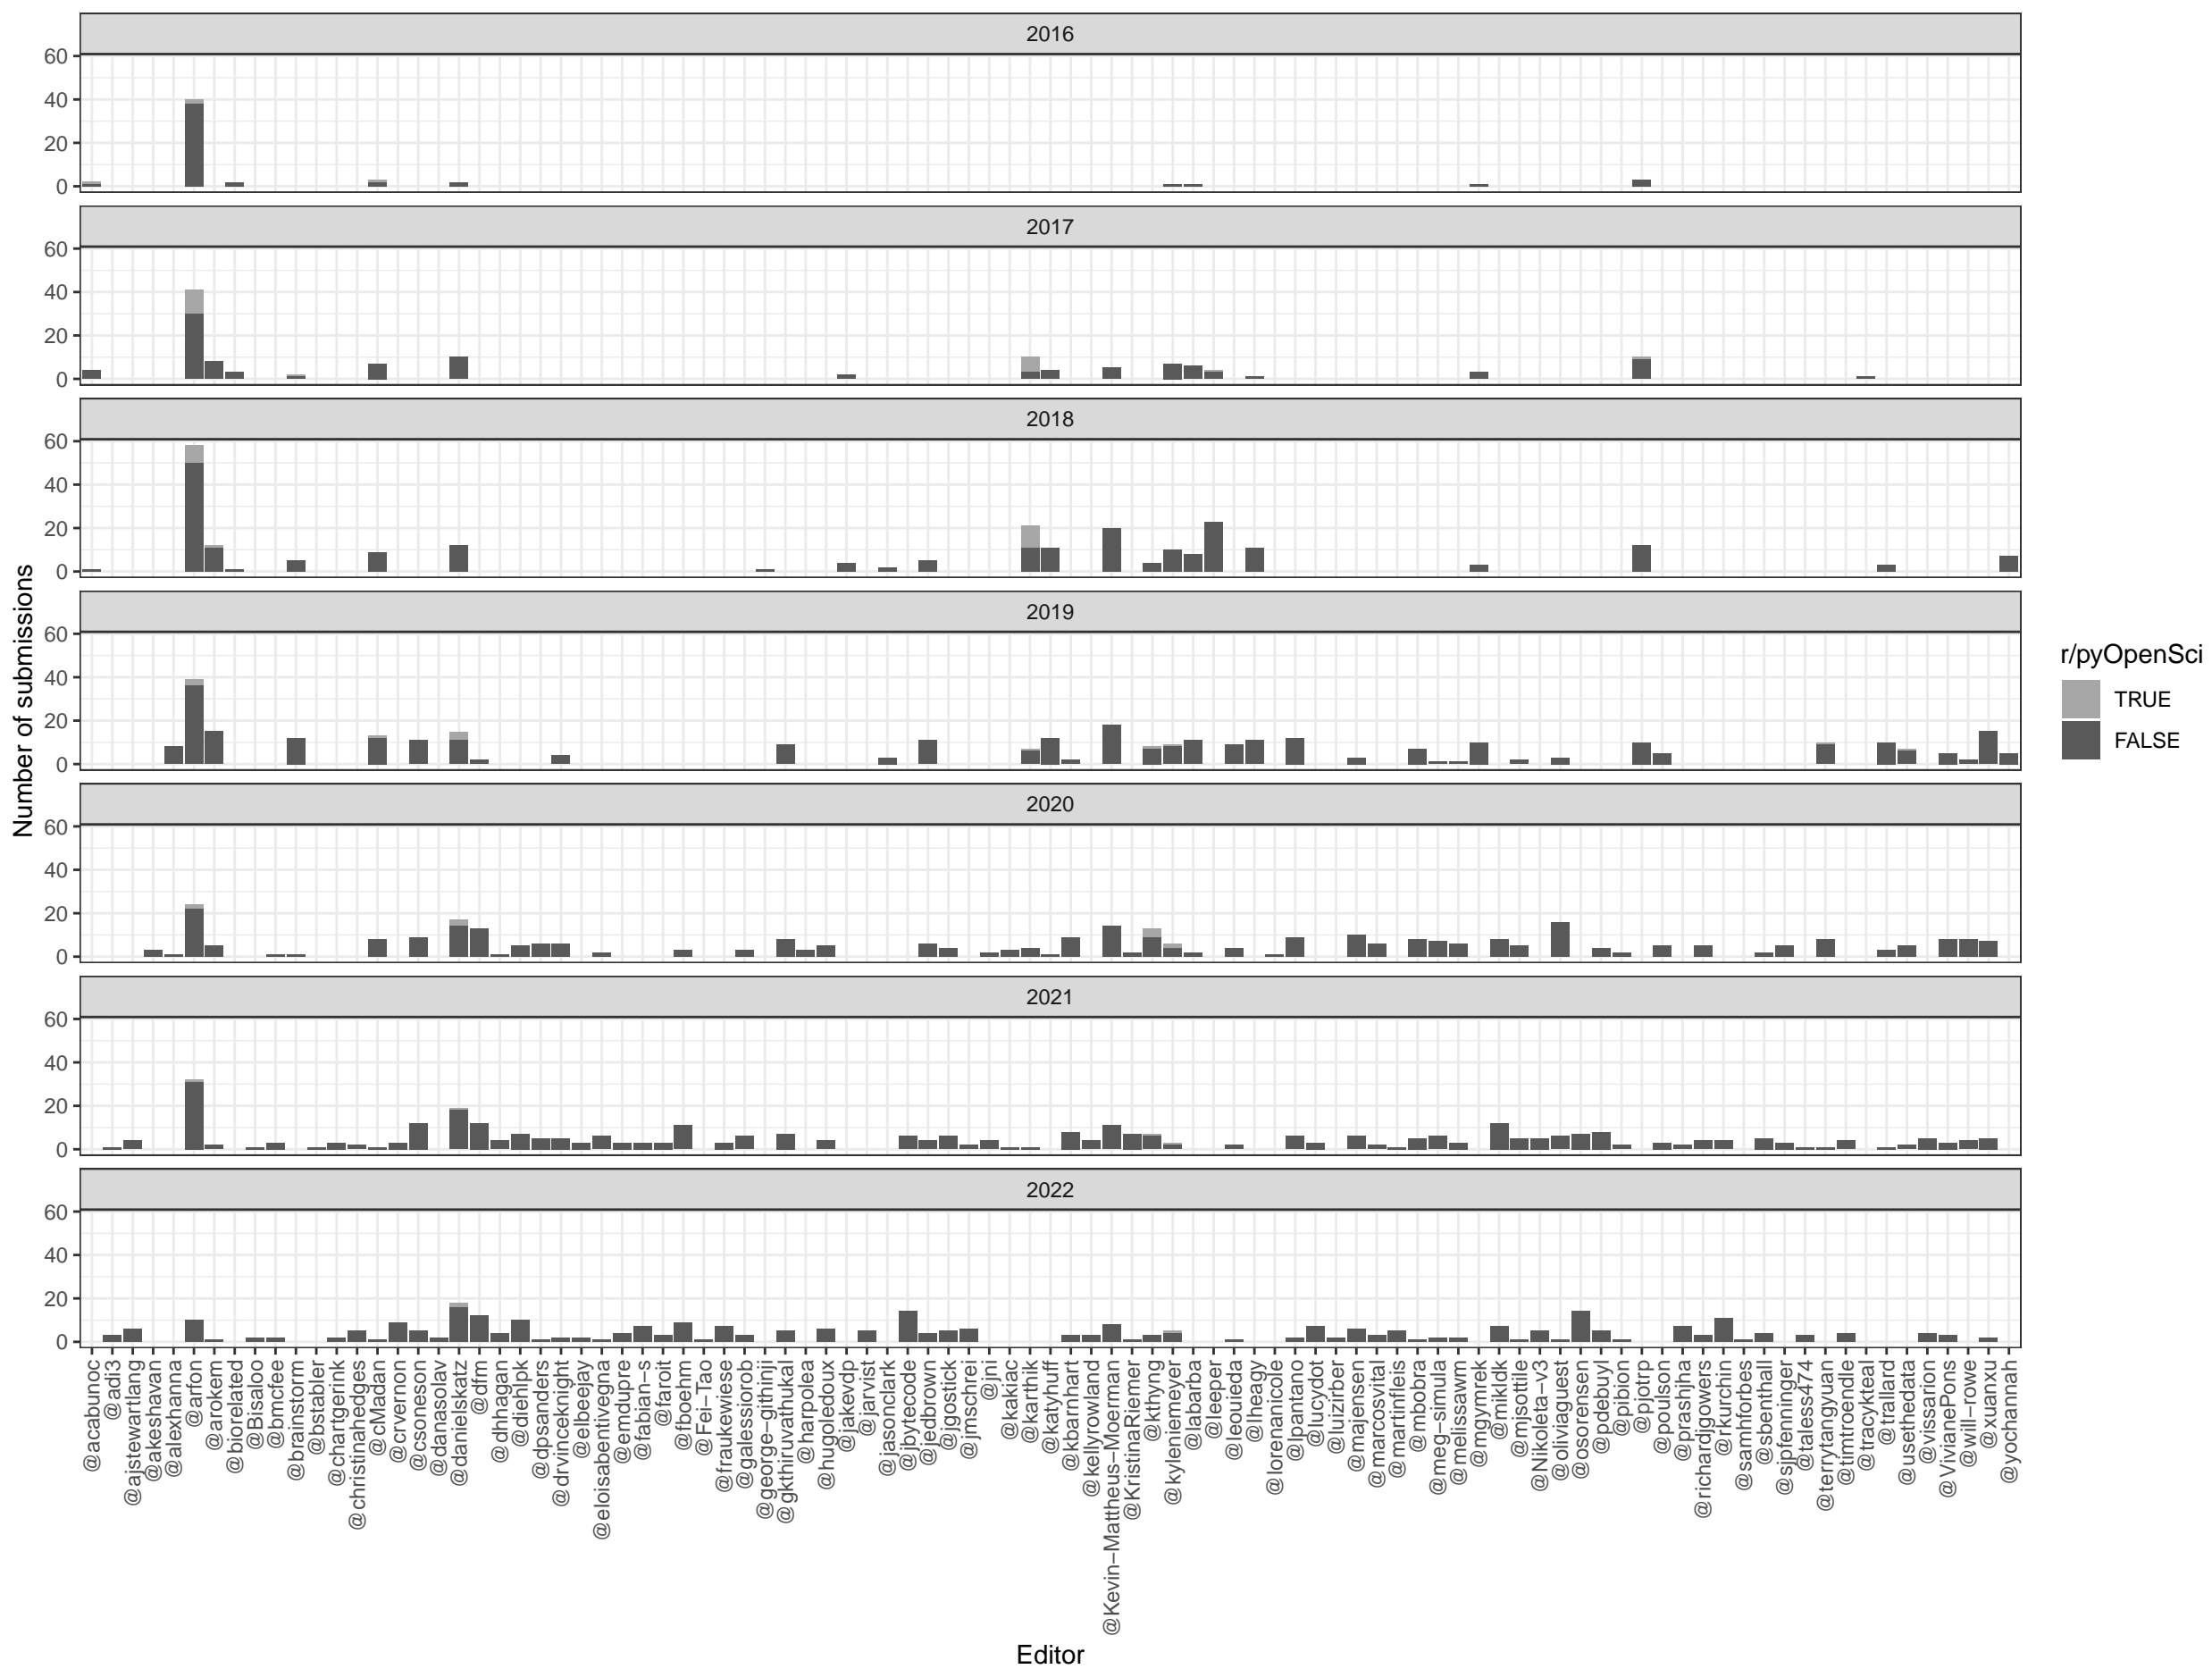 2016
60
40
20
0
2017
60
40
20
0
2018
60
40
20
0
2019
60
40
20
0
2020
60
40
20
0
2021
60
40
20
0
2022
60
40
20
0
Number of submissions
@acabunoc
@adi3
@ajstewartlang
@akeshavan
@alexhanna
@arfon
@arokem
@biorelated
@Bisaloo
@bmcfee
@brainstorm
@bstabler
@chartgerink
@christinahedges
@cMadan
@crvernon
@csoneson
@danasolav
@danielskatz
@dfm
@dhhagan
@diehlpk
@dpsanders
@drvinceknight
@elbeejay
@eloisabentivegna
@emdupre
@fabian−s
@faroit
@fboehm
@Fei−Tao
@fraukewiese
@galessiorob
@george−githinji
@gkthiruvathukal
@harpolea
@hugoledoux
@jakevdp
@jarvist
@jasonclark
@jbytecode
@jedbrown
@jgostick
@jmschrei
@jni
@kakiac
@karthik
@katyhuff
@kbarnhart
@kellyrowland
@Kevin−Mattheus−Moerman
@KristinaRiemer
@kthyng
@kyleniemeyer
@labarba
@leeper
@leouieda
@lheagy
@lorenanicole
@lpantano
@lucydot
@luizirber
@majensen
@marcosvital
@martinfleis
@mbobra
@meg−simula
@melissawm
@mgymrek
@mikldk
@mjsottile
@Nikoleta−v3
@oliviaguest
@osorensen
@pdebuyl
@pibion
@pjotrp
@poulson
@prashjha
@richardjgowers
@rkurchin
@samhforbes
@sbenthall
@sjpfenninger
@taless474
@terrytangyuan
@timtroendle
@tracykteal
@trallard
@usethedata
@vissarion
@VivianePons
@will−rowe
@xuanxu
@yochannah
Editor
r/pyOpenSci
TRUE
FALSE